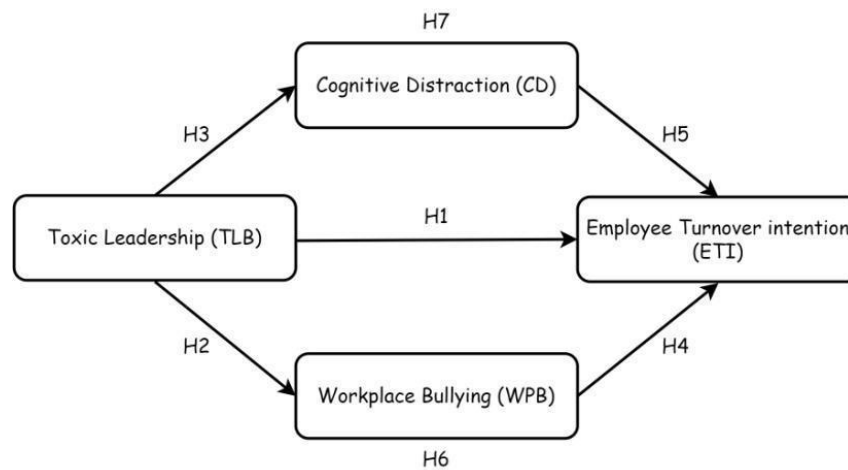 H7
Cognitive Distraction (CD)
H3
H5
Toxic Leadership (TLB)
H1
Employee Turnover intention
(ETI)
H2
H4
Workplace Bullying (WPB)
H6